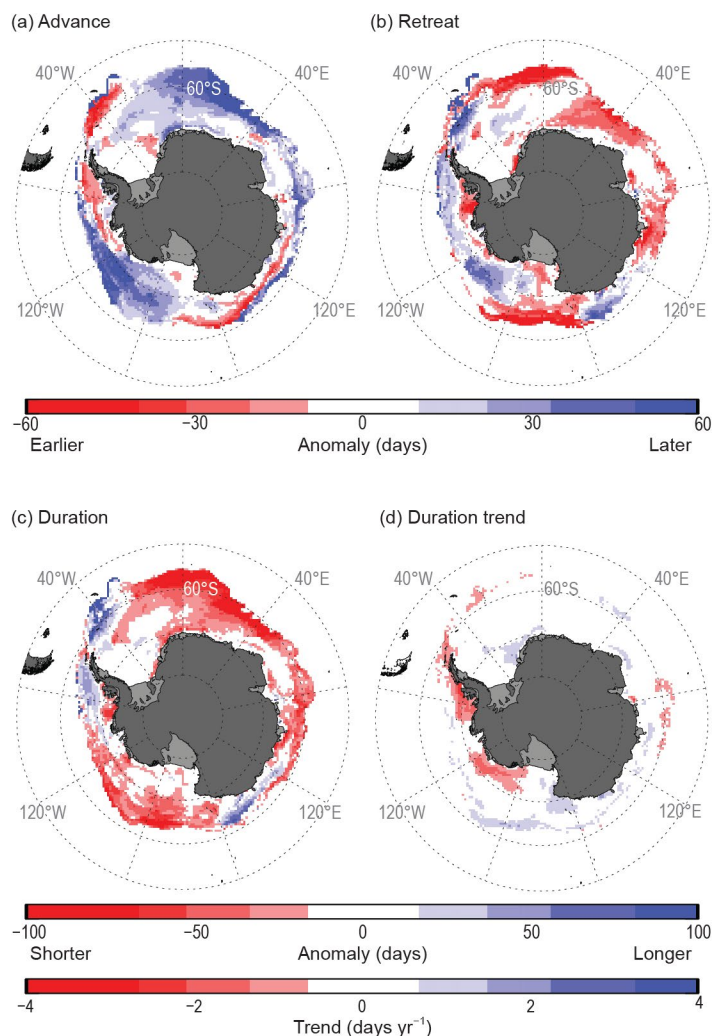 (a) Advance
(b) Retreat
40°W
40°E
40°W
40°E
60°S
60°S
120°W
120°E
120°W
120°E
−60
−30
0
30
60
Earlier
Anomaly (days)
Later
(c) Duration
(d) Duration trend
40°W
40°E
40°W
40°E
60°S
60°S
120°W
120°E
120°W
120°E
−100
−50
0
50
100
Shorter
Anomaly (days)
Longer
−4
−2
0
2
4
Trend (days yr⁻¹)